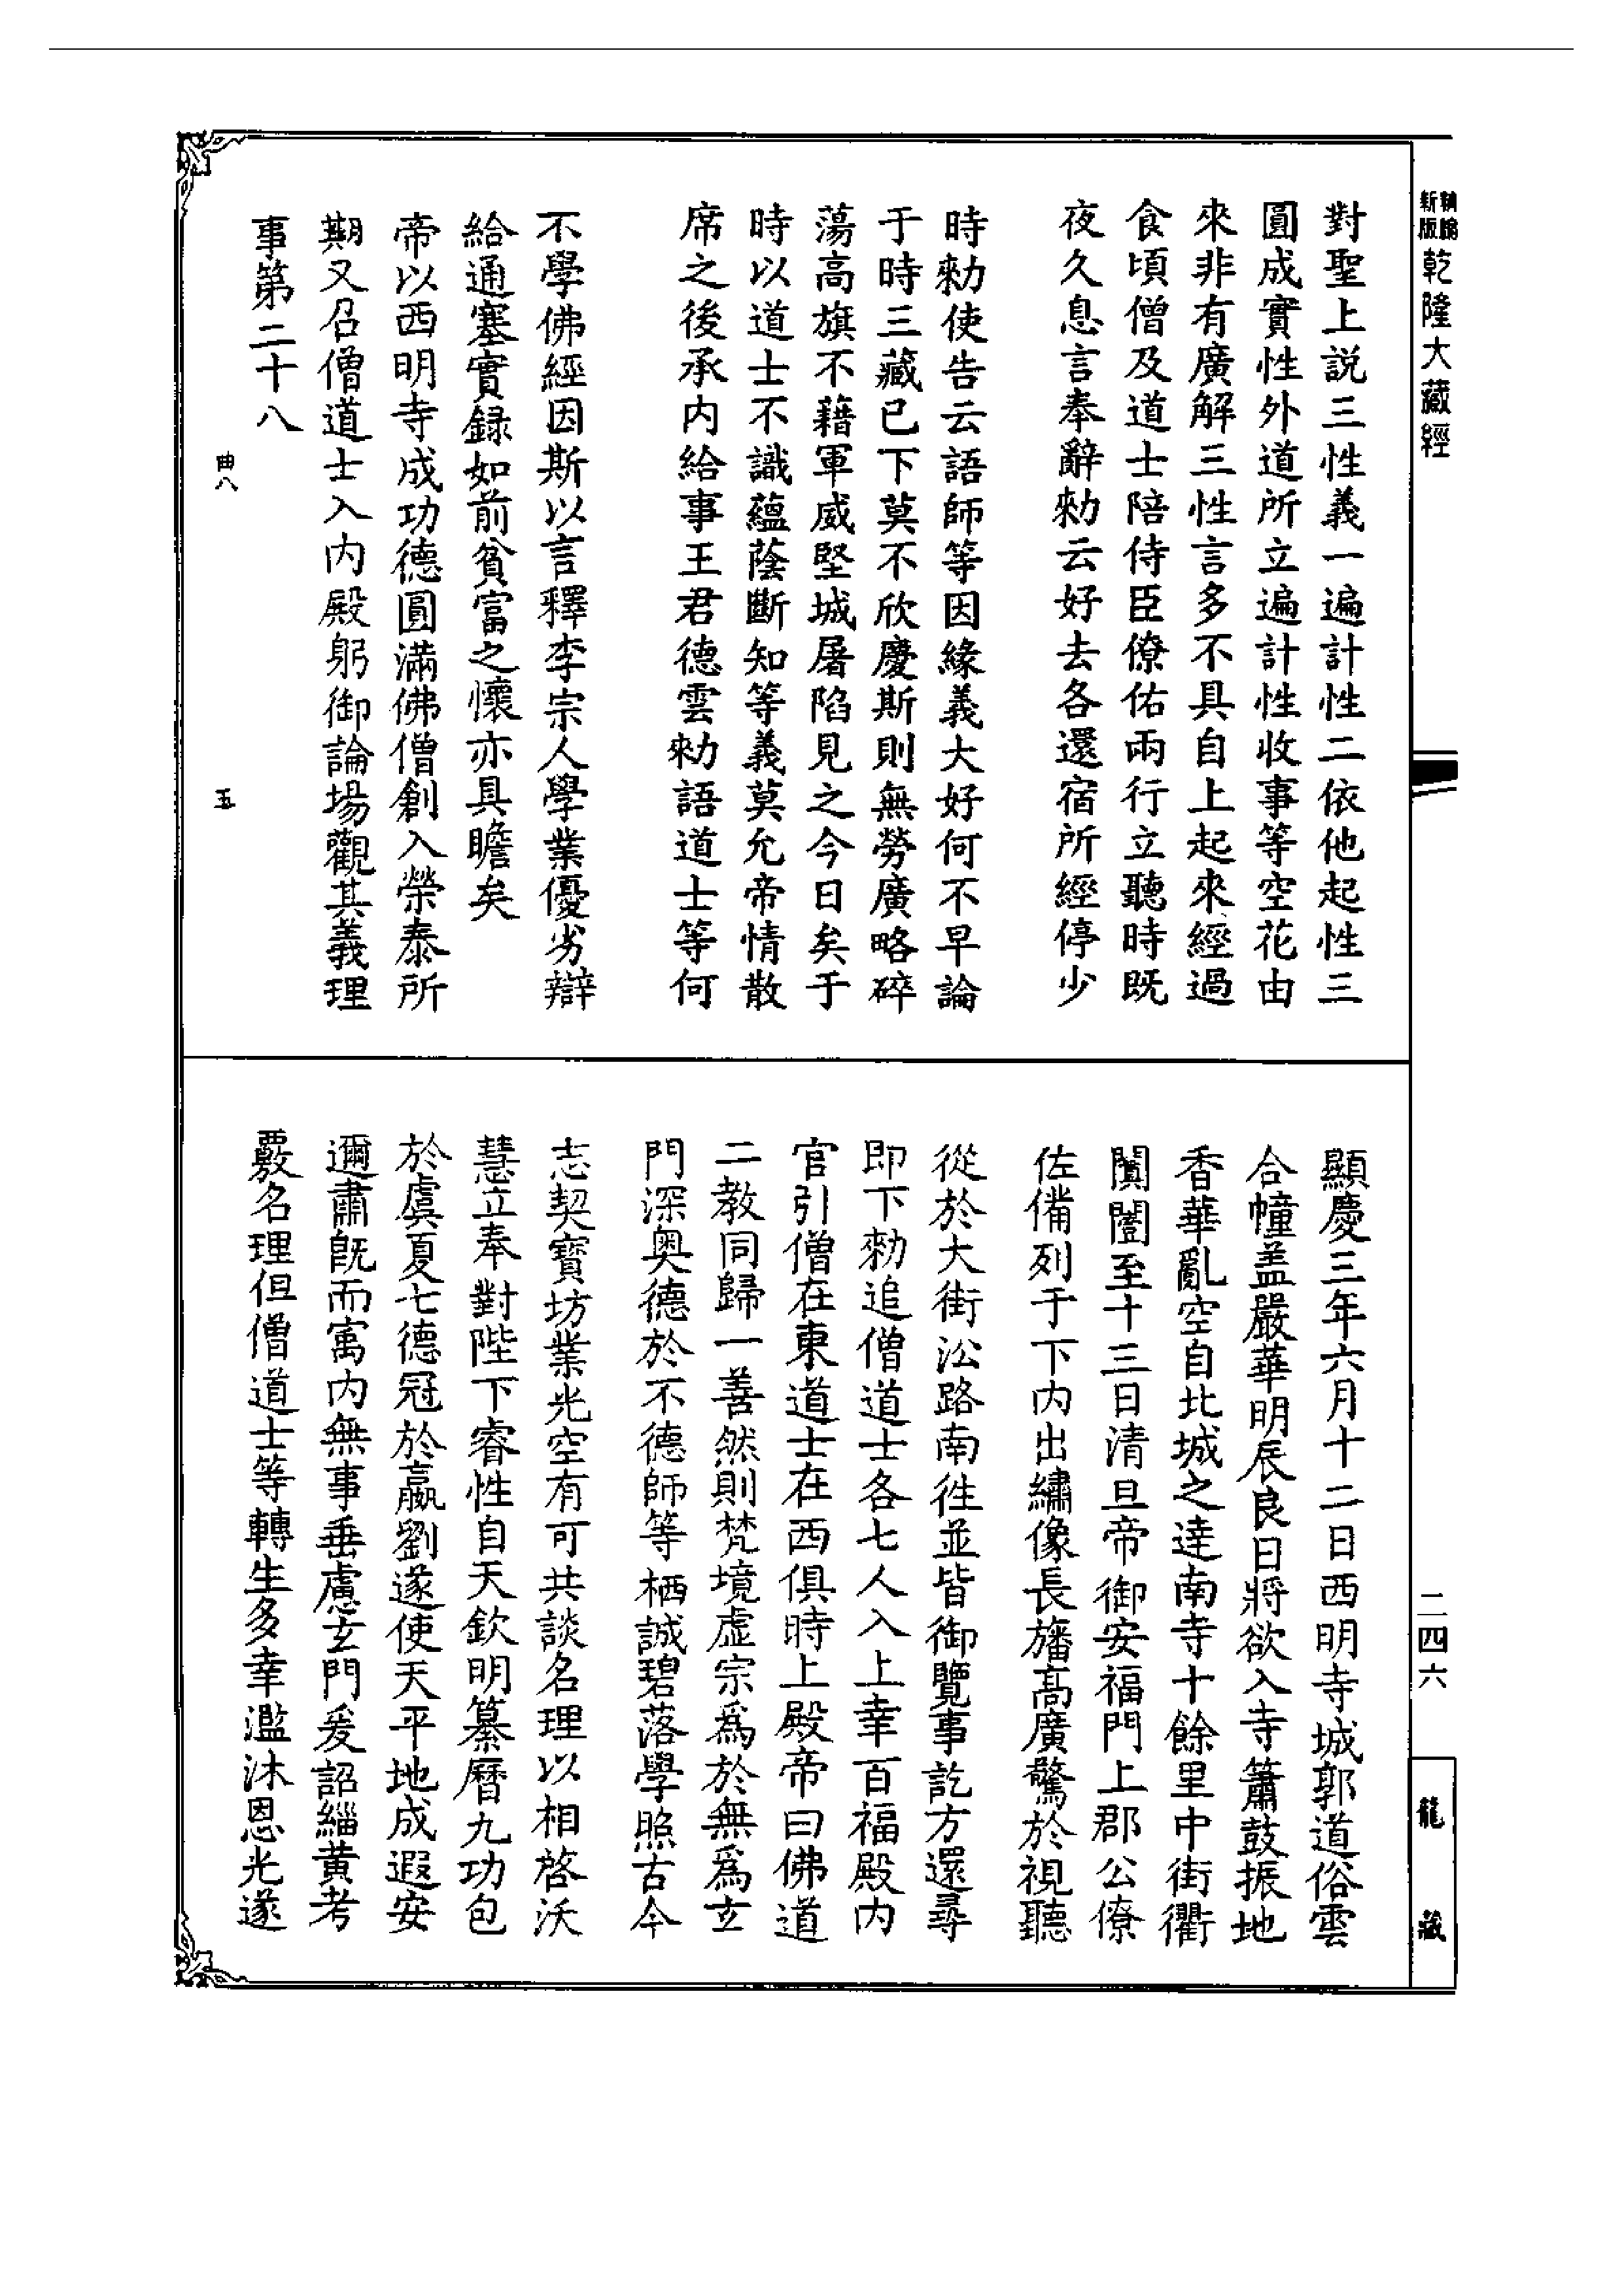 新編縮版乾隆大藏經
對聖上説三性義一遍計性二依他起性三
圓成實性外道所立遍計性收事等空花由
來非有廣解三性言多不具自上起來經過
食頃僧及道士陪侍臣僚佑兩行立聽時既
夜久息言奉辭勑云好去各還宿所經停少
時勑使告云語師等因緣義大好何不早論
于時三藏已下莫不欣慶斯則無勞廣略碎
蕩高旗不藉軍威堅城屠陷見之今日矣于
時以道士不識蘊蔭斷知等義莫允帝情散
席之後承内給事王君德雲勑語道士等何
不學佛經因斯以言釋李宗人學業優劣辯
給通塞實録如前貧富之懷亦具瞻矣
帝以西明寺成功德圓滿佛僧創入榮泰所
期又召僧道士入内殿躬御論場觀其義理
事第二十八
曲八
五
顯慶三年六月十二日西明寺城郭道俗雲
合幢盖嚴華明辰良日將欲入寺簫鼓振地
香華亂空自北城之達南寺十餘里中街衢
闐闔至十三日清旦帝御安福門上郡公僚
佐備列于下内出繡像長旛高廣驚於視聽
從於大街沿路南徃並皆御覽事訖方還尋
即下勑追僧道士各七人入上幸百福殿内
官引僧在東道士在西俱時上殿帝曰佛道
二教同歸一善然則梵境虛宗爲於無爲玄
門深奥德於不德師等栖誠碧落學照古今
志契寶坊業光空有可共談名理以相啓沃
慧立奉對陛下睿性自天欽明纂曆九功包
於虞夏七德冠於嬴劉遂使天平地成遐安
邇肅旣而寓内無事垂慮玄門爰詔緇黄考
覈名理但僧道士等轉生多幸濫沐恩光遂
二四六
龍藏